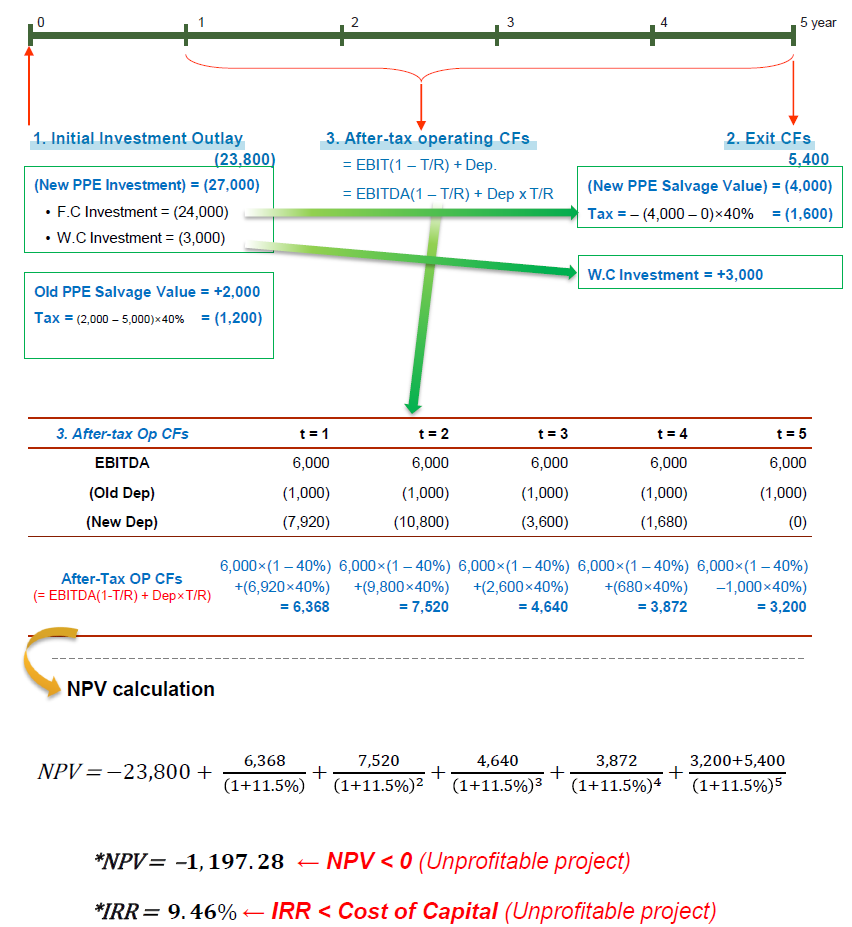 0 1 2 3 4 5 year
1. Initial Investment Outlay
(23,800)
(New PPE Investment) = (27,000)
• F.C Investment = (24,000)
• W.C Investment = (3,000)
Old PPE Salvage Value = +2,000
Tax = (2,000 – 5,000)×40% = (1,200)
3. After-tax operating CFs
= EBIT(1 – T/R) + Dep.
= EBITDA(1 – T/R) + Dep x T/R
2. Exit CFs
5,400
(New PPE Salvage Value) = (4,000)
Tax = – (4,000 – 0)×40% = (1,600)
W.C Investment = +3,000
3. After-tax Op CFs t = 1 t = 2 t = 3 t = 4 t = 5
EBITDA 6,000 6,000 6,000 6,000 6,000
(Old Dep) (1,000) (1,000) (1,000) (1,000) (1,000)
(New Dep) (7,920) (10,800) (3,600) (1,680) (0)
After-Tax OP CFs
(= EBITDA(1-T/R) + Dep×T/R)
6,000×(1 – 40%) 6,000×(1 – 40%) 6,000×(1 – 40%) 6,000×(1 – 40%) 6,000×(1 – 40%)
+(6,920×40%) +(9,800×40%) +(2,600×40%) +(680×40%) –1,000×40%)
= 6,368 = 7,520 = 4,640 = 3,872 = 3,200
NPV calculation
NPV = −23,800 + 6,368/(1+11.5%) + 7,520/(1+11.5%)² + 4,640/(1+11.5%)³ + 3,872/(1+11.5%)⁴ + 3,200+5,400/(1+11.5%)⁵
*NPV = −1,197.28 ← NPV < 0 (Unprofitable project)
*IRR = 9.46% ← IRR < Cost of Capital (Unprofitable project)